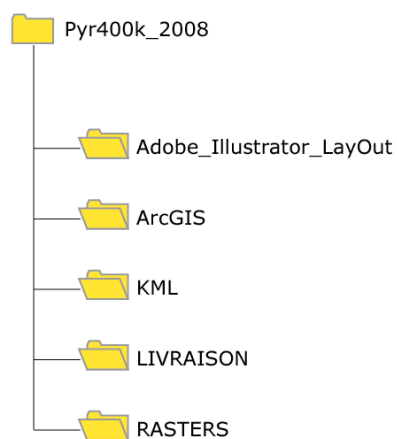 Pyr400k_2008
Adobe_Illustrator_LayOut
ArcGIS
KML
LIVRAISON
RASTERS